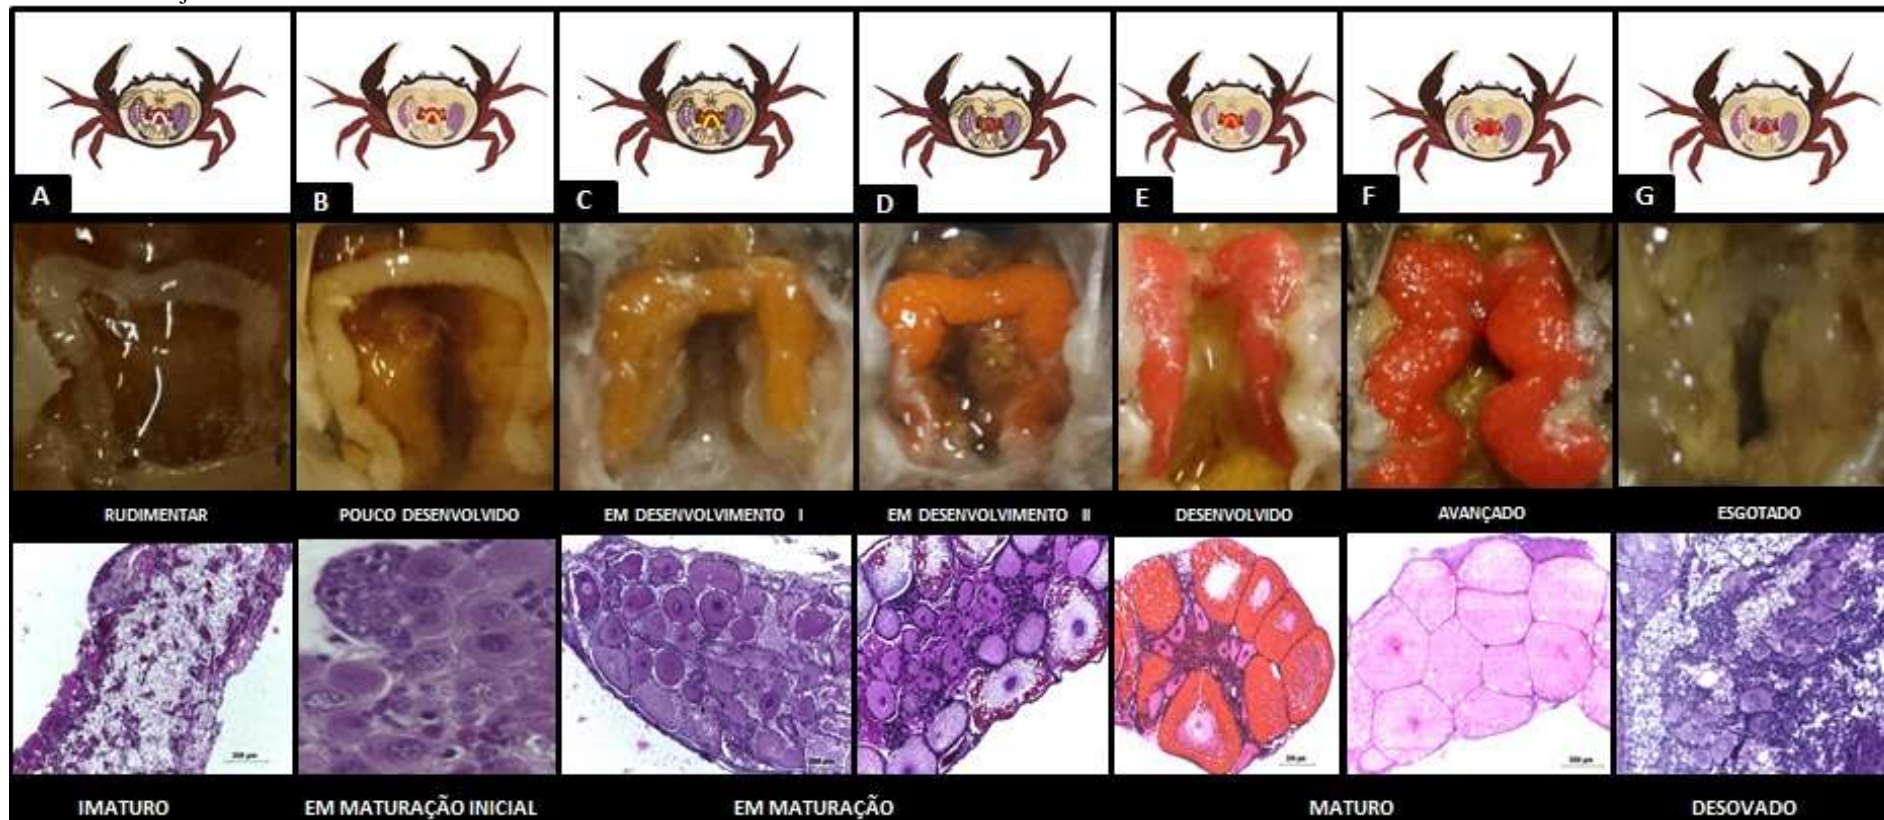 A B C D E F G
RUDIMENTAR POUCO DESENVOLVIDO EM DESENVOLVIMENTO I EM DESENVOLVIMENTO II DESENVOLVIDO AVANÇADO ESGOTADO
IMATURO EM MATURAÇÃO INICIAL EM MATURAÇÃO MATURO DESOVADO